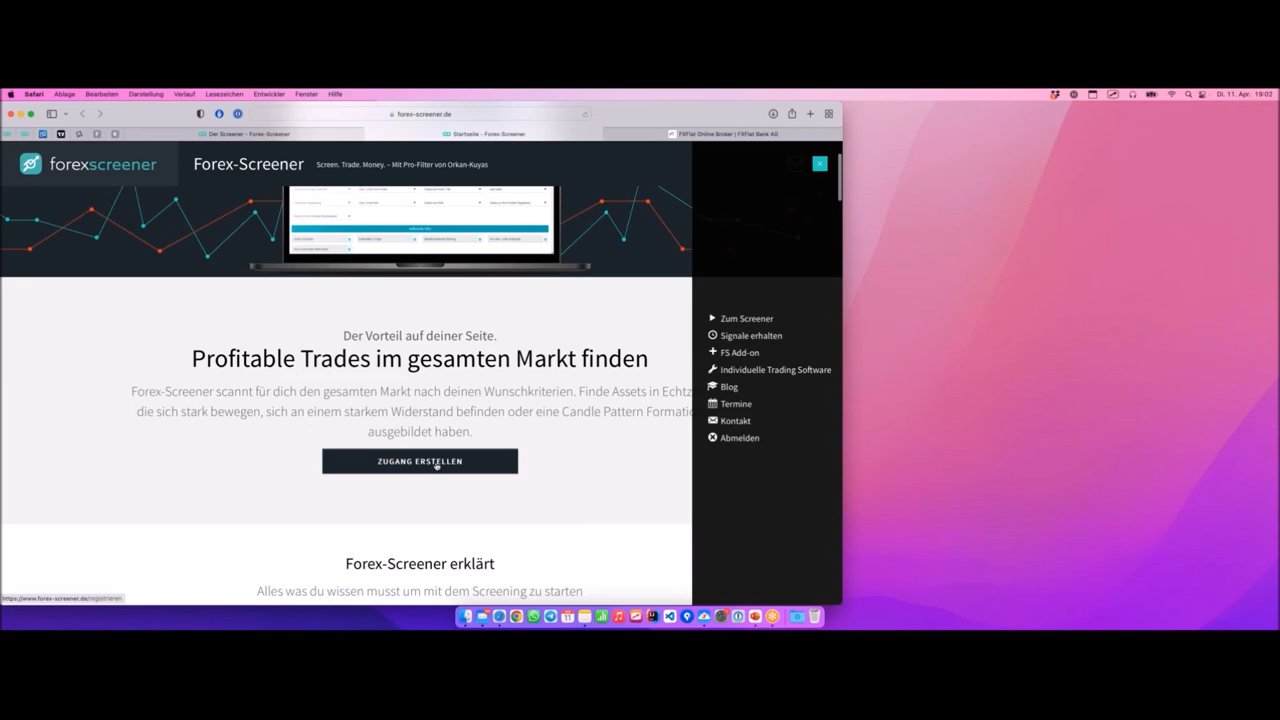 Safari Ablage Bearbeiten Darstellung Verlauf Lesezeichen Entwickler Fenster Hilfe
Di. 11. Apr. 19:02
forex-screener.de
Der Screener - Forex-Screener
Startseite - Forex-Screener
FXFlat Online Broker | FXFlat Bank AG
forexscreener
Forex-Screener
Screen. Trade. Money. – Mit Pro-Filter von Orkan-Kuyas
Der Vorteil auf deiner Seite.
Profitable Trades im gesamten Markt finden
Forex-Screener scannt für dich den gesamten Markt nach deinen Wunschkriterien. Finde Assets in Echtz
die sich stark bewegen, sich an einem starkem Widerstand befinden oder eine Candle Pattern Formatio
ausgebildet haben.
ZUGANG ERSTELLEN
Forex-Screener erklärt
Alles was du wissen musst um mit dem Screening zu starten
Zum Screener
Signale erhalten
FS Add-on
Individuelle Trading Software
Blog
Termine
Kontakt
Abmelden
https://www.forex-screener.de/registrieren